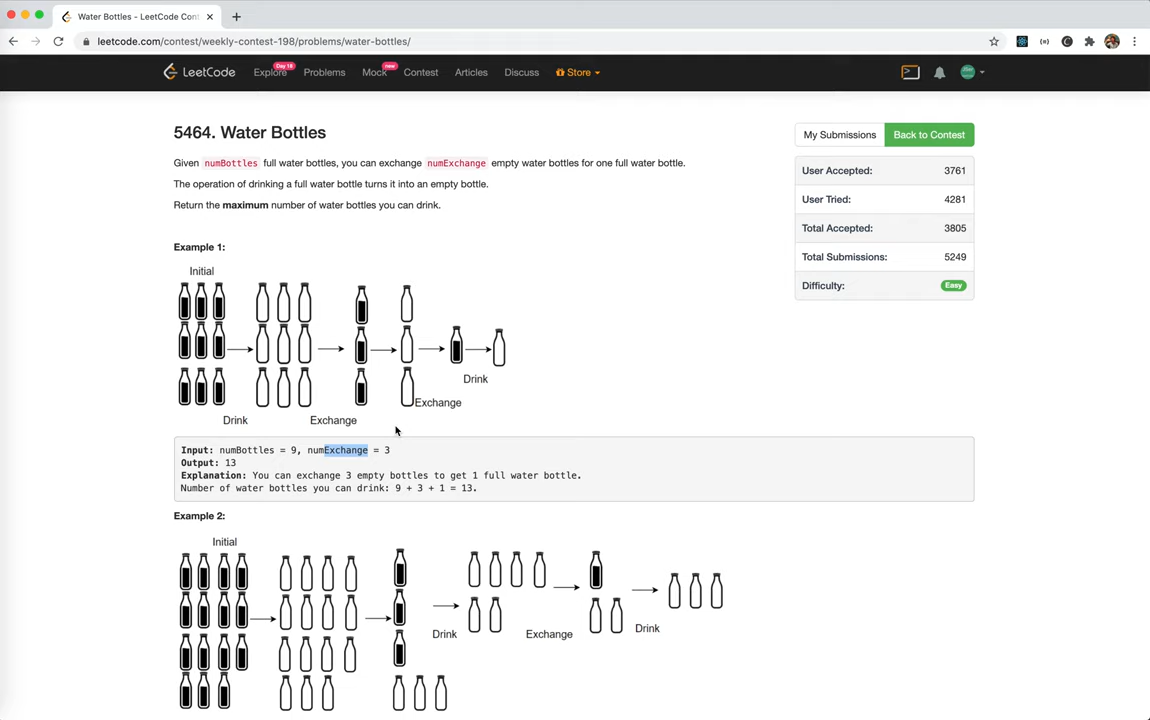 Water Bottles - LeetCode Con
leetcode.com/contest/weekly-contest-198/problems/water-bottles/
LeetCode
Explore
Day 18
Problems
Mock
new
Contest
Articles
Discuss
Store
5464. Water Bottles
My Submissions
Back to Contest
Given numBottles full water bottles, you can exchange numExchange empty water bottles for one full water bottle.
The operation of drinking a full water bottle turns it into an empty bottle.
Return the maximum number of water bottles you can drink.
User Accepted: 3761
User Tried: 4281
Total Accepted: 3805
Total Submissions: 5249
Difficulty: Easy
Example 1:
Initial
Drink
Exchange
Exchange
Drink
Input: numBottles = 9, numExchange = 3
Output: 13
Explanation: You can exchange 3 empty bottles to get 1 full water bottle.
Number of water bottles you can drink: 9 + 3 + 1 = 13.
Example 2:
Initial
Drink
Exchange
Drink